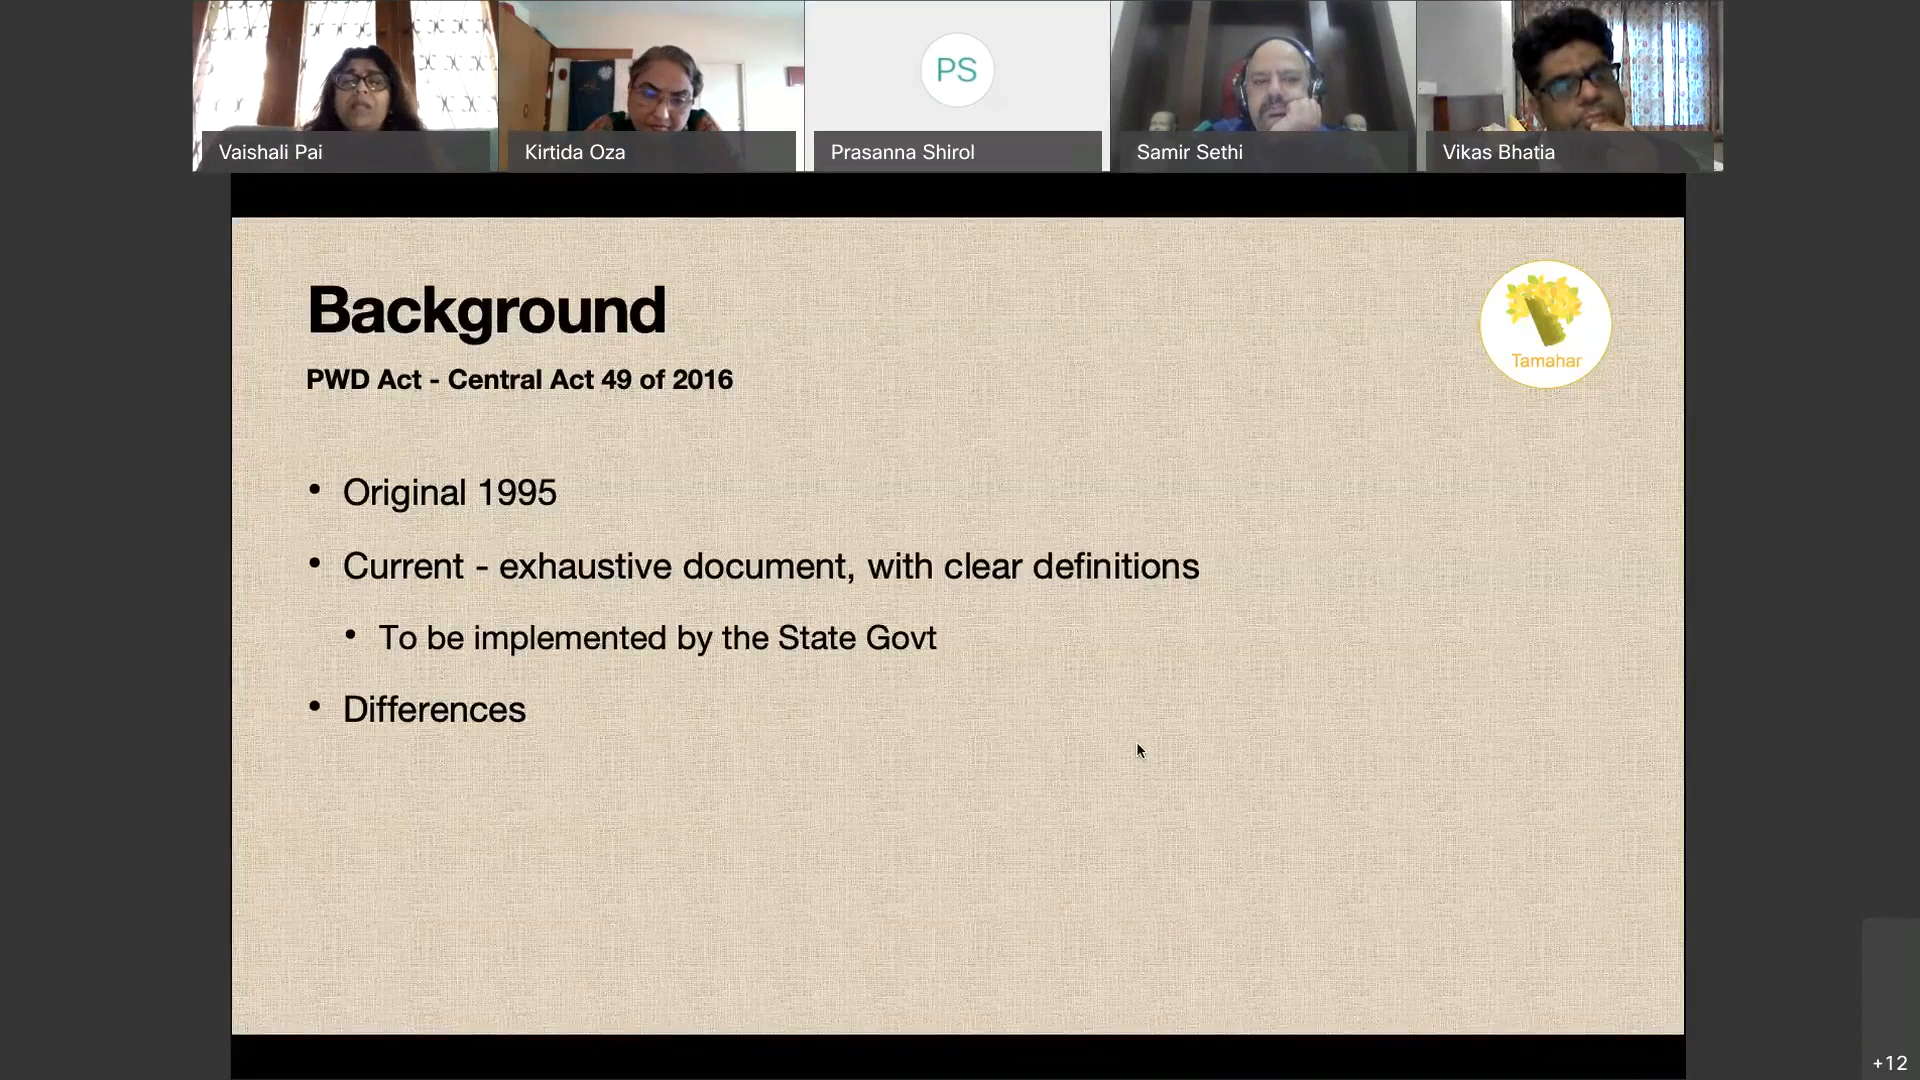 Vaishali Pai
Kirtida Oza
PS
Prasanna Shirol
Samir Sethi
Vikas Bhatia
Background
Tamahar
PWD Act - Central Act 49 of 2016
• Original 1995
• Current - exhaustive document, with clear definitions
• To be implemented by the State Govt
• Differences
+12